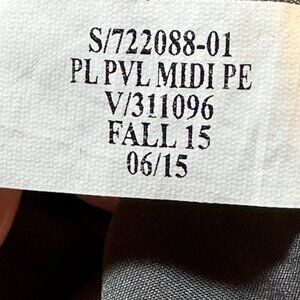 S/722088-01
PL PVL MIDI PE
V/311096
FALL 15
06/15